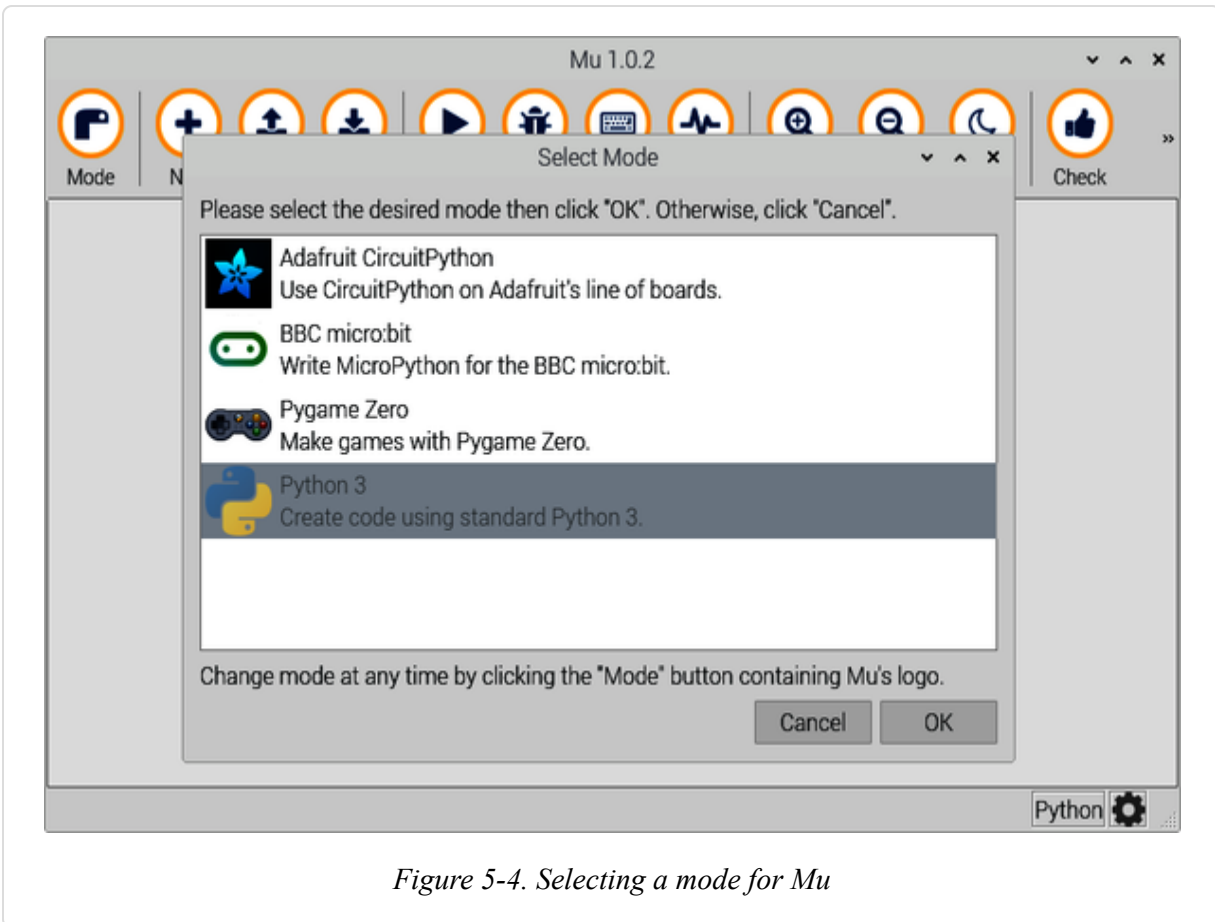 Mu 1.0.2
Mode
N
Check
»
Select Mode
Please select the desired mode then click "OK". Otherwise, click "Cancel".
Adafruit CircuitPython
Use CircuitPython on Adafruit's line of boards.
BBC micro:bit
Write MicroPython for the BBC micro:bit.
Pygame Zero
Make games with Pygame Zero.
Python 3
Create code using standard Python 3.
Change mode at any time by clicking the "Mode" button containing Mu's logo.
Cancel OK
Python
Figure 5-4. Selecting a mode for Mu